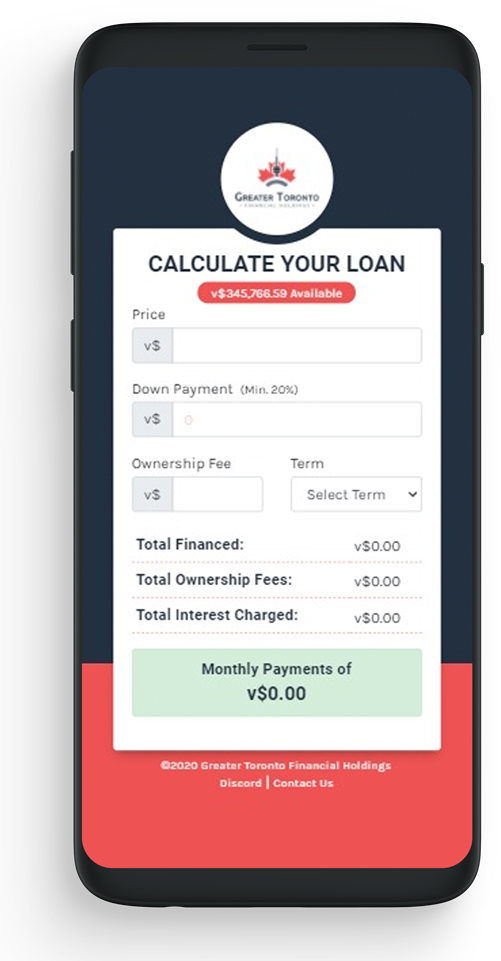 GREATER TORONTO
FINANCIAL HOLDINGS
CALCULATE YOUR LOAN
v$345,766.59 Available
Price
v$
Down Payment (Min. 20%)
v$ 0
Ownership Fee Term
v$ Select Term
Total Financed: v$0.00
Total Ownership Fees: v$0.00
Total Interest Charged: v$0.00
Monthly Payments of
v$0.00
©2020 Greater Toronto Financial Holdings
Discord | Contact Us